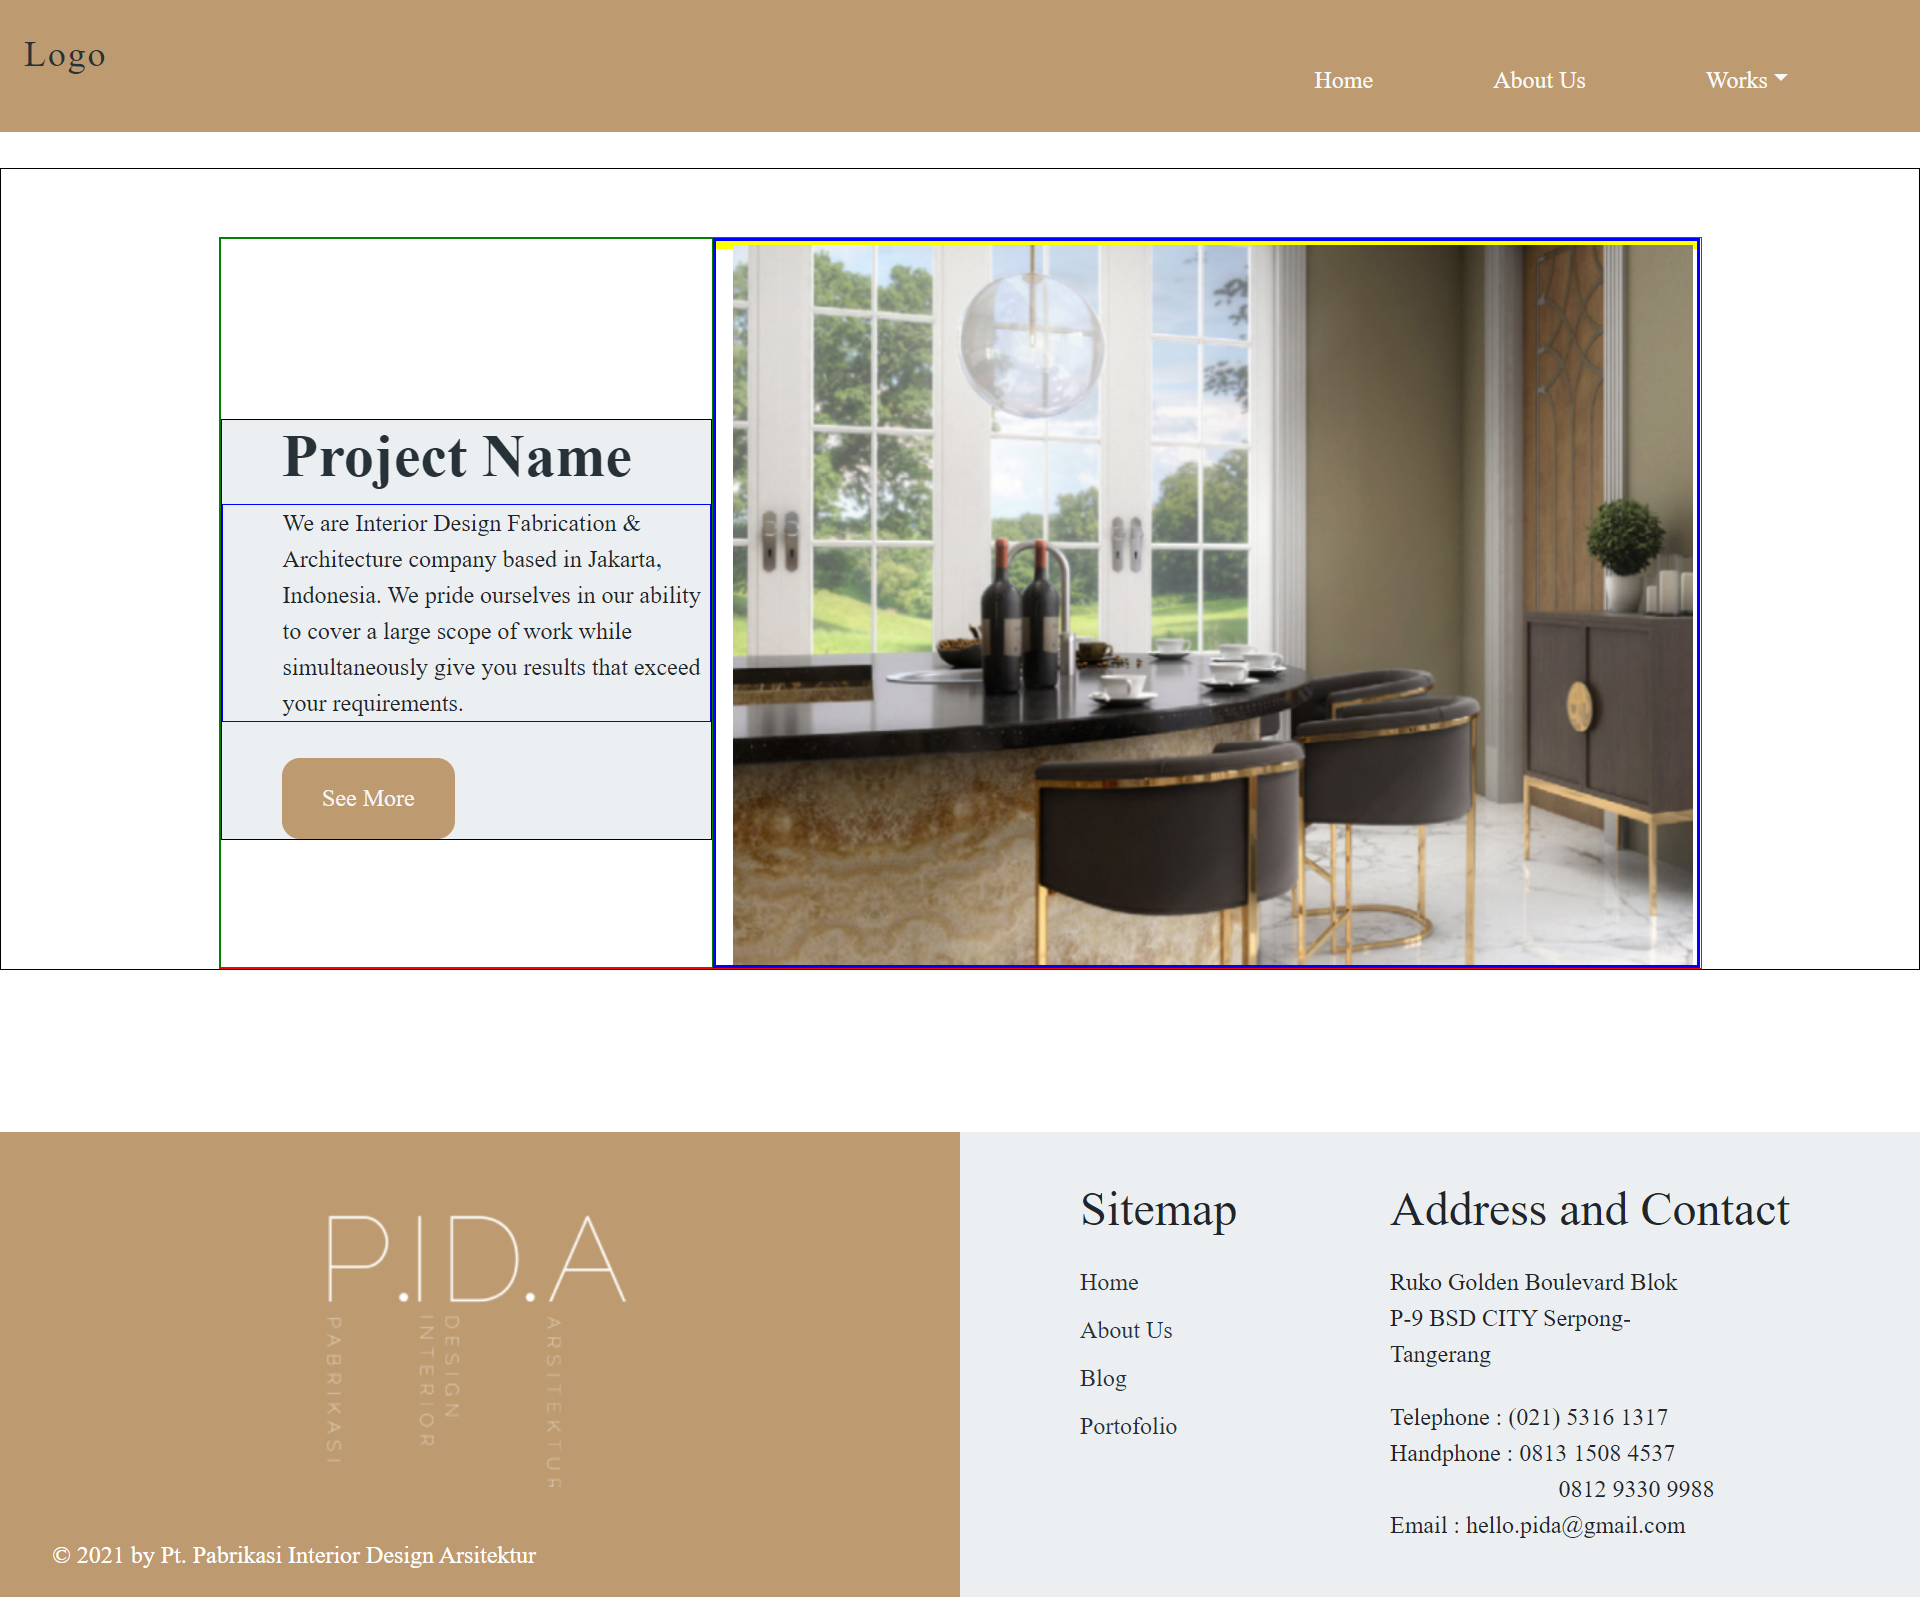 Logo
Home
About Us
Works
Project Name
We are Interior Design Fabrication &
Architecture company based in Jakarta,
Indonesia. We pride ourselves in our ability
to cover a large scope of work while
simultaneously give you results that exceed
your requirements.
See More
P.ID.A
PABRIKASI
INTERIOR
DESIGN
ARSITEKTUR
© 2021 by Pt. Pabrikasi Interior Design Arsitektur
Sitemap
Home
About Us
Blog
Portofolio
Address and Contact
Ruko Golden Boulevard Blok
P-9 BSD CITY Serpong-
Tangerang
Telephone : (021) 5316 1317
Handphone : 0813 1508 4537
0812 9330 9988
Email : hello.pida@gmail.com